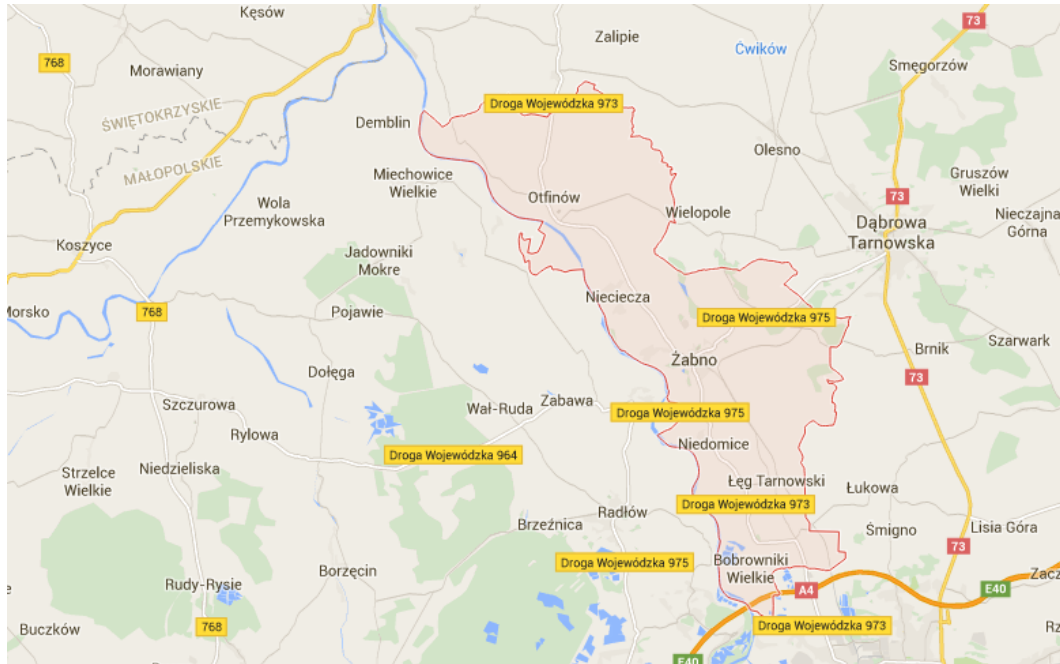 Kęsów
73
Zalipie
Ćwików
768
Morawiany
Smęgorzów
ŚWIĘTOKRZYSKIE
Droga Wojewódzka 973
Demblin
MAŁOPOLSKIE
Olesno
Miechowice
Wielkie
Gruszów
Wielki
73
Otfinów
Wola
Przemykowska
Wielopole
Dąbrowa
Tarnowska
Nieczajna
Górna
Koszyce
Jadowniki
Mokre
Nieciecza
Morsko
768
Pojawie
Droga Wojewódzka 975
Szarwark
Brnik
Żabno
Dołęga
73
Szczurowa
Wał-Ruda
Zabawa
Droga Wojewódzka 975
Rylowa
Niedomice
Droga Wojewódzka 964
Strzelce
Wielkie
Niedzieliska
Łęg Tarnowski
Łukowa
Droga Wojewódzka 973
Radłów
Brzeźnica
Śmigno
Lisia Góra
73
Droga Wojewódzka 975
Bobrowniki
Wielkie
Borzęcin
Rudy-Rysie
Zacz
A4
E40
Buczków
768
Droga Wojewódzka 973
Rz
E40